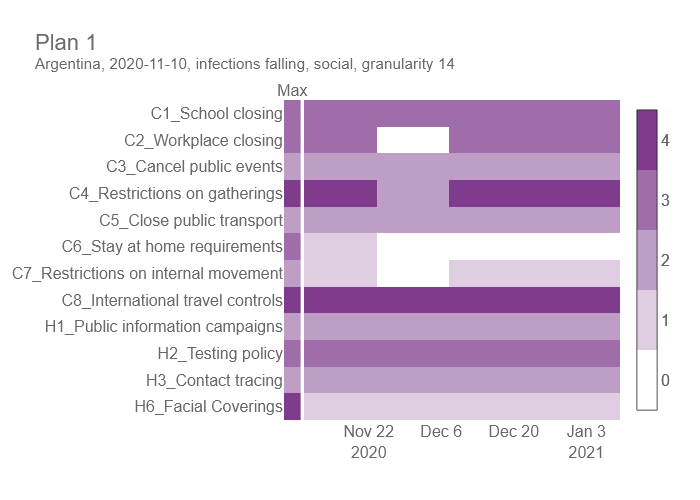 Plan 1
Argentina, 2020-11-10, infections falling, social, granularity 14
Max
C1_School closing
C2_Workplace closing
C3_Cancel public events
C4_Restrictions on gatherings
C5_Close public transport
C6_Stay at home requirements
C7_Restrictions on internal movement
C8_International travel controls
H1_Public information campaigns
H2_Testing policy
H3_Contact tracing
H6_Facial Coverings
Nov 22 Dec 6 Dec 20 Jan 3
2020 2021
4
3
2
1
0